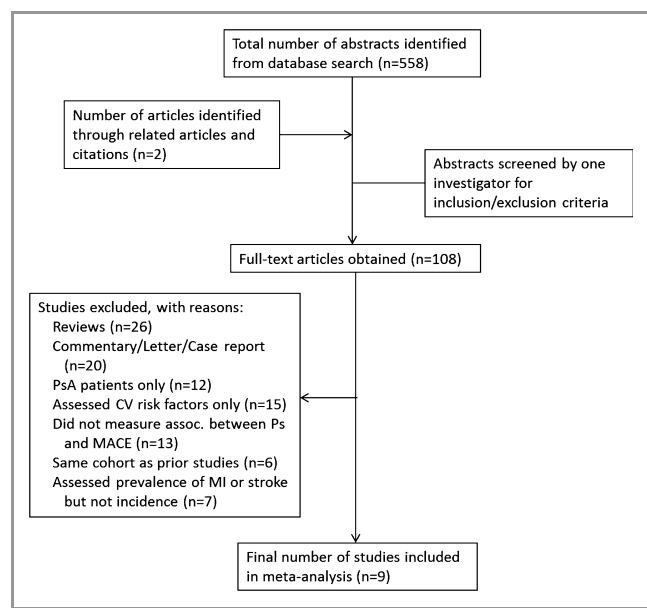 Total number of abstracts identified
from database search (n=558)
Number of articles identified
through related articles and
citations (n=2)
Abstracts screened by one
investigator for
inclusion/exclusion criteria
Full-text articles obtained (n=108)
Studies excluded, with reasons:
Reviews (n=26)
Commentary/Letter/Case report
(n=20)
PsA patients only (n=12)
Assessed CV risk factors only (n=15)
Did not measure assoc. between Ps
and MACE (n=13)
Same cohort as prior studies (n=6)
Assessed prevalence of MI or stroke
but not incidence (n=7)
Final number of studies included
in meta-analysis (n=9)